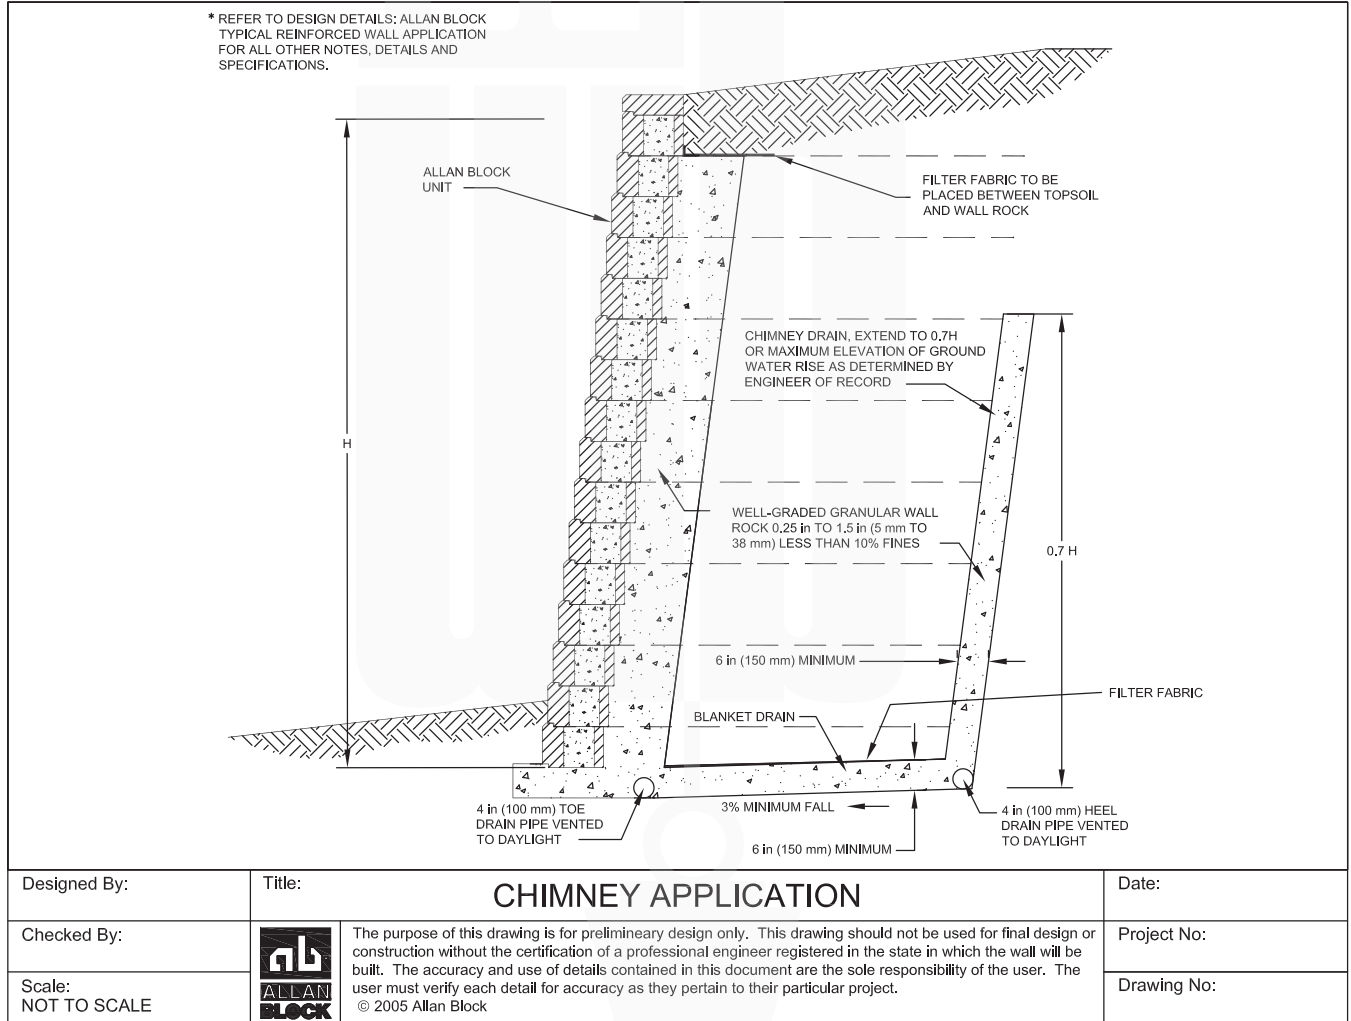 * REFER TO DESIGN DETAILS: ALLAN BLOCK
TYPICAL REINFORCED WALL APPLICATION
FOR ALL OTHER NOTES, DETAILS AND
SPECIFICATIONS.
ALLAN BLOCK
UNIT
FILTER FABRIC TO BE
PLACED BETWEEN TOPSOIL
AND WALL ROCK
CHIMNEY DRAIN, EXTEND TO 0.7H
OR MAXIMUM ELEVATION OF GROUND
WATER RISE AS DETERMINED BY
ENGINEER OF RECORD
H
WELL-GRADED GRANULAR WALL
ROCK 0.25 in TO 1.5 in (5 mm TO
38 mm) LESS THAN 10% FINES
0.7 H
6 in (150 mm) MINIMUM
FILTER FABRIC
BLANKET DRAIN
4 in (100 mm) TOE
DRAIN PIPE VENTED
TO DAYLIGHT
3% MINIMUM FALL
6 in (150 mm) MINIMUM
4 in (100 mm) HEEL
DRAIN PIPE VENTED
TO DAYLIGHT
Designed By:
Title:
CHIMNEY APPLICATION
Date:
Checked By:
ab
ALLAN
BLOCK
The purpose of this drawing is for prelimineary design only. This drawing should not be used for final design or
construction without the certification of a professional engineer registered in the state in which the wall will be
built. The accuracy and use of details contained in this document are the sole responsibility of the user. The
user must verify each detail for accuracy as they pertain to their particular project.
© 2005 Allan Block
Project No:
Scale:
NOT TO SCALE
Drawing No: